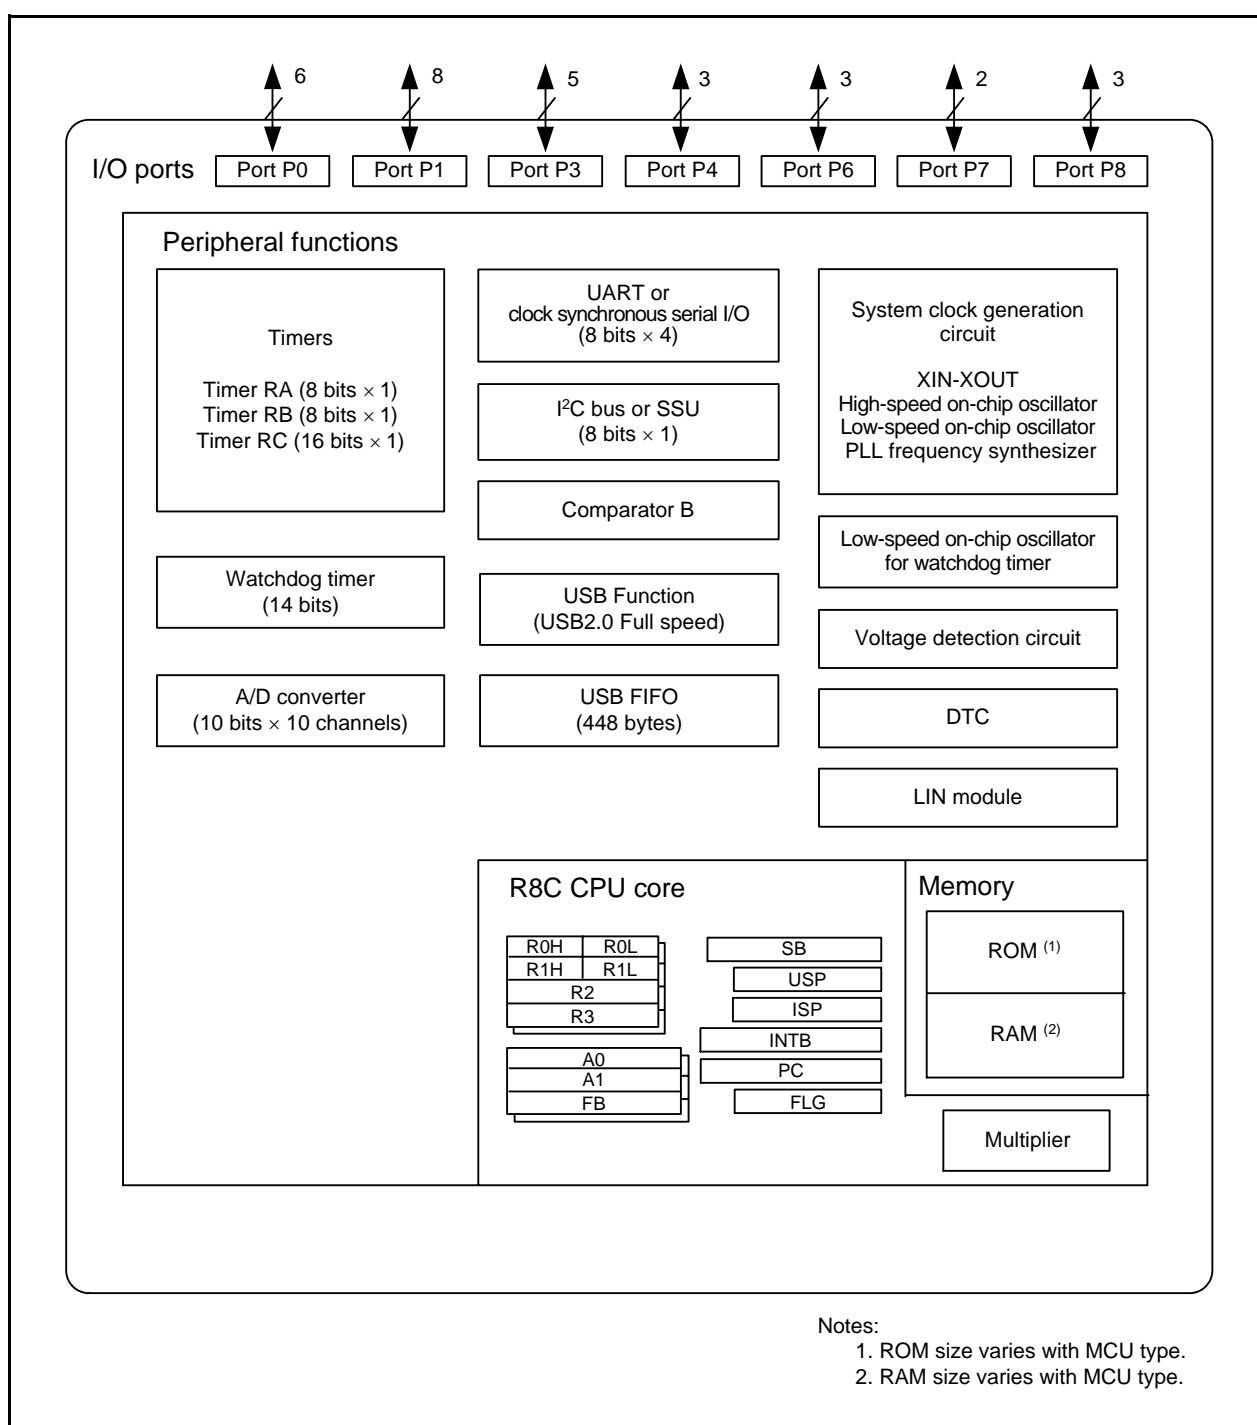 6 8 5 3 3 2 3
I/O ports Port P0 Port P1 Port P3 Port P4 Port P6 Port P7 Port P8
Peripheral functions
Timers
Timer RA (8 bits × 1)
Timer RB (8 bits × 1)
Timer RC (16 bits × 1)
Watchdog timer
(14 bits)
A/D converter
(10 bits × 10 channels)
UART or
clock synchronous serial I/O
(8 bits × 4)
I²C bus or SSU
(8 bits × 1)
Comparator B
USB Function
(USB2.0 Full speed)
USB FIFO
(448 bytes)
System clock generation
circuit
XIN-XOUT
High-speed on-chip oscillator
Low-speed on-chip oscillator
PLL frequency synthesizer
Low-speed on-chip oscillator
for watchdog timer
Voltage detection circuit
DTC
LIN module
R8C CPU core
R0H R0L
R1H R1L
R2
R3
A0
A1
FB
SB
USP
ISP
INTB
PC
FLG
Memory
ROM (1)
RAM (2)
Multiplier
Notes:
1. ROM size varies with MCU type.
2. RAM size varies with MCU type.